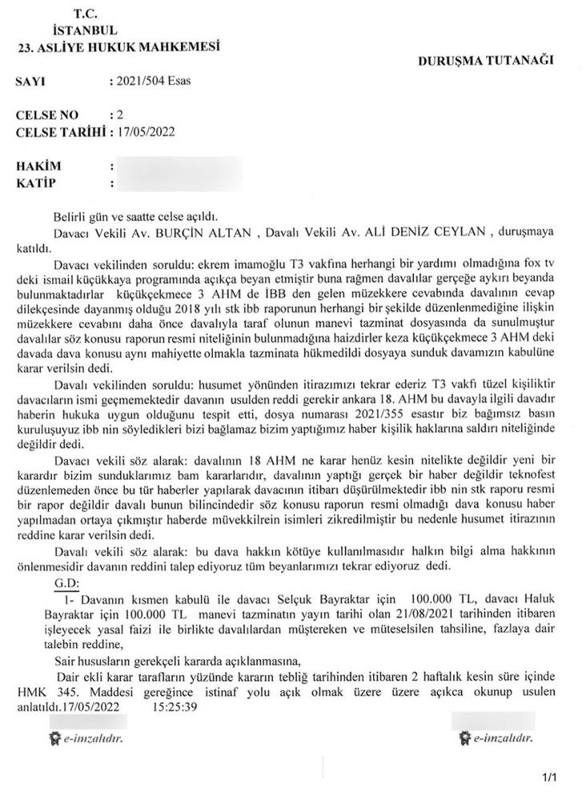 T.C.
İSTANBUL
23. ASLİYE HUKUK MAHKEMESİ
DURUŞMA TUTANAĞI
SAYI : 2021/504 Esas
CELSE NO : 2
CELSE TARİHİ : 17/05/2022
HAKİM :
KATİP :
Belirli gün ve saatte celse açıldı.
Davacı Vekili Av. BURÇİN ALTAN , Davalı Vekili Av. ALİ DENİZ CEYLAN , duruşmaya
katıldı.
Davacı vekilinden soruldu: ekrem imamoğlu T3 vakfına herhangi bir yardımı olmadığına fox tv
deki ismail küçükkaya programında açıkça beyan etmiştir buna rağmen davalılar gerçeğe aykırı beyanda
bulunmaktadırlar küçükçekmece 3 AHM de İBB den gelen müzekkere cevabında davalının cevap
dilekçesinde dayanmış olduğu 2018 yılı stk ibb raporunun herhangi bir şekilde düzenlenmediğine ilişkin
müzekkere cevabını daha önce davalıyla taraf olunun manevi tazminat dosyasında da sunulmuştur
davalılar söz konusu raporun resmi niteliğinin bulunmadığına haizdirler keza küçükçekmece 3 AHM deki
davada dava konusu aynı mahiyette olmakla tazminata hükmedildi dosyaya sunduk davamızın kabulüne
karar verilsin dedi.
Davalı vekilinden soruldu: husumet yönünden itirazımızı tekrar ederiz T3 vakfı tüzel kişiliktir
davacıların ismi geçmemektedir davanın usulden reddi gerekir ankara 18. AHM bu davayla ilgili davadır
haberin hukuka uygun olduğunu tespit etti, dosya numarası 2021/355 esastır biz bağımsız basın
kuruluşuyuz ibb nin söyledikleri bizi bağlamaz bizim yaptığımız haber kişilik haklarına saldırı niteliğinde
değildir dedi.
Davacı vekili söz alarak: davalının 18 AHM ne karar henüz kesin nitelikte değildir yeni bir
karardır bizim sunduklarımız bam kararlarıdır, davalının yaptığı gerçek bir haber değildir teknofest
düzenlemeden önce bu tür haberler yapılarak davacının itibarı düşürülmektedir ibb nin stk raporu resmi
bir rapor değildir davalı bunun bilincindedir söz konusu raporun resmi olmadığı dava konusu haber
yapılmadan ortaya çıkmıştır haberde müvekkilrein isimleri zikredilmiştir bu nedenle husumet itirazının
reddine karar verilsin dedi.
Davalı vekili söz alarak: bu dava hakkın kötüye kullanılmasıdır halkın bilgi alma hakkının
önlenmesidir davanın reddini talep ediyoruz tüm beyanlarımızı tekrar ediyoruz dedi.
G.D:
1- Davanın kısmen kabulü ile davacı Selçuk Bayraktar için 100.000 TL, davacı Haluk
Bayraktar için 100.000 TL manevi tazminatın yayın tarihi olan 21/08/2021 tarihinden itibaren
işleyecek yasal faizi ile birlikte davalılardan müştereken ve müteselsilen tahsiline, fazlaya dair
talebin reddine,
Sair hususların gerekçeli kararda açıklanmasına,
Dair ekli karar tarafların yüzünde kararın tebliğ tarihinden itibaren 2 haftalık kesin süre içinde
HMK 345. Maddesi gereğince istinaf yolu açık olmak üzere üzere açıkca okunup usulen
anlatıldı.17/05/2022 15:25:39
e-imzalıdır. e-imzalıdır.
1/1